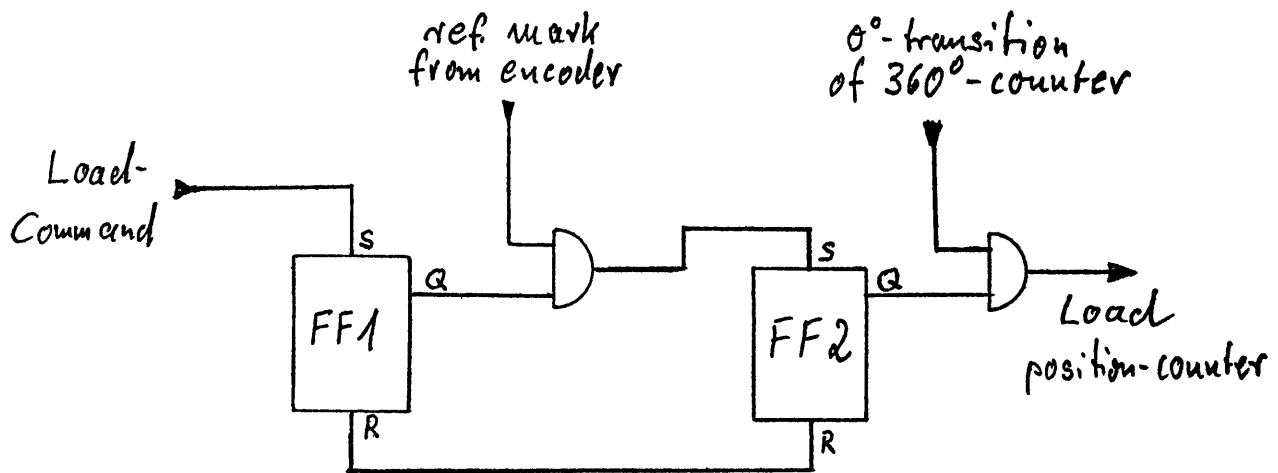 ref. mark
from encoder
0°-transition
of 360°-counter
Load-
Command
S
Q
FF1
R
S
Q
FF2
R
Load
position-counter